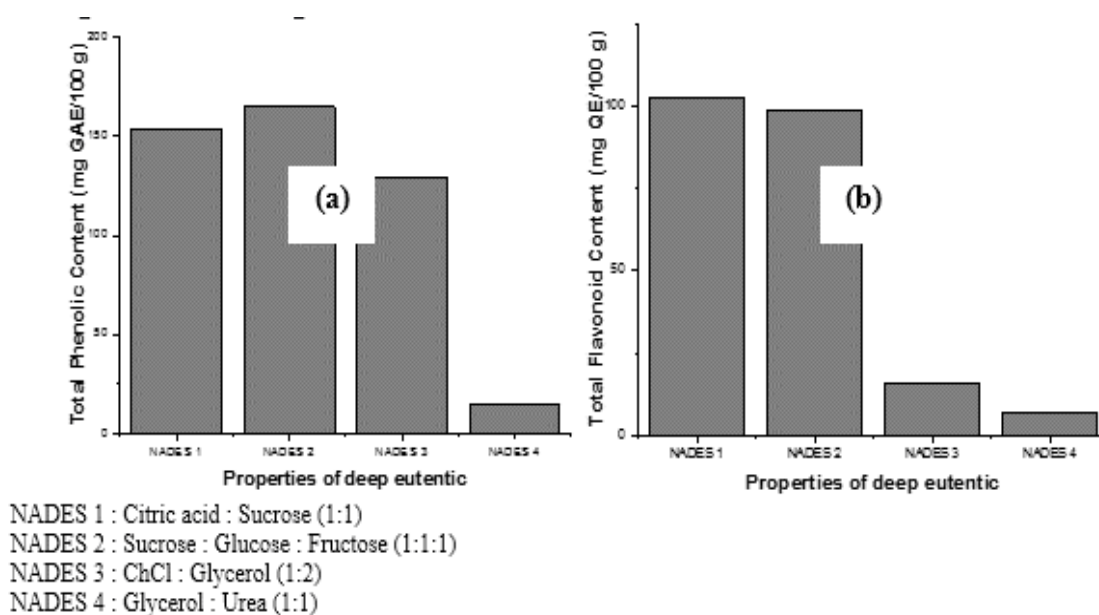 200
150
100
50
0
Total Phenolic Content (mg GAE/100 g)
(a)
NADES 1 NADES 2 NADES 3 NADES 4
Properties of deep eutentic
100
50
0
Total Flavonoid Content (mg QE/100 g)
(b)
NADES 1 NADES 2 NADES 3 NADES 4
Properties of deep eutentic
NADES 1 : Citric acid : Sucrose (1:1)
NADES 2 : Sucrose : Glucose : Fructose (1:1:1)
NADES 3 : ChCl : Glycerol (1:2)
NADES 4 : Glycerol : Urea (1:1)